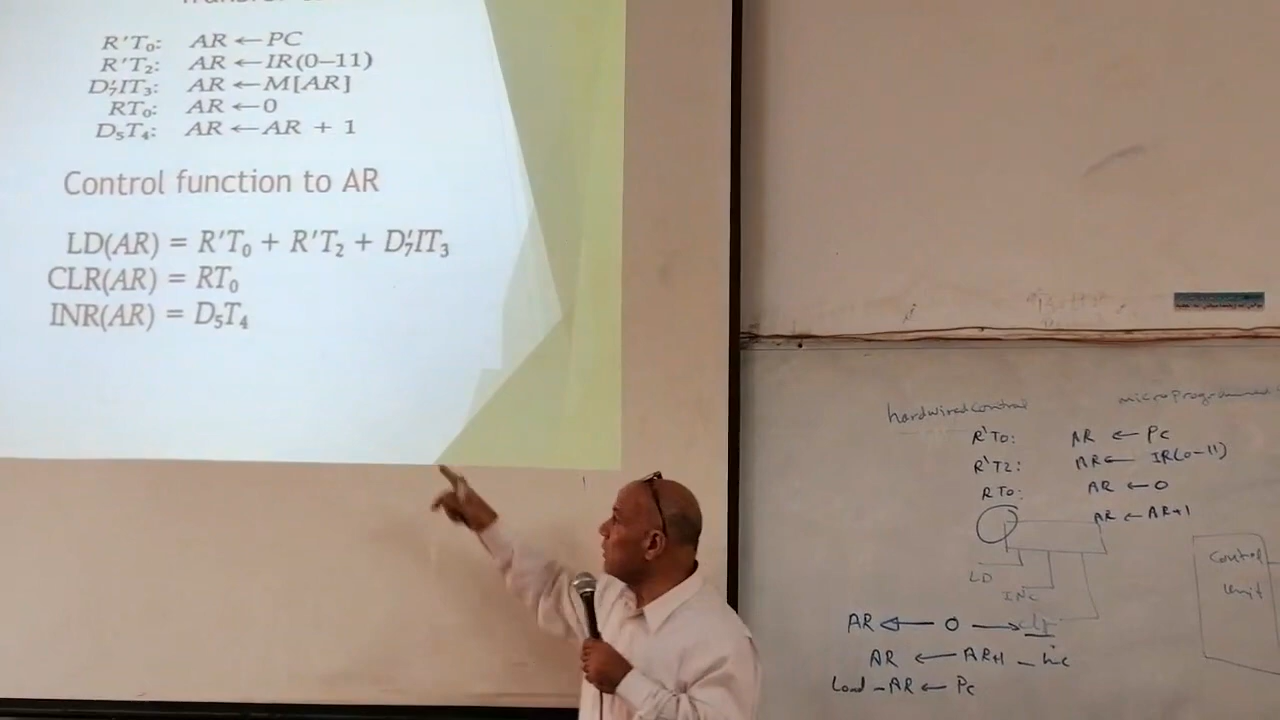 R'T₀: AR ← PC
R'T₂: AR ← IR(0–11)
D'₇IT₃: AR ← M[AR]
RT₀: AR ← 0
D₅T₄: AR ← AR + 1
Control function to AR
LD(AR) = R'T₀ + R'T₂ + D'₇IT₃
CLR(AR) = RT₀
INR(AR) = D₅T₄
hardwired control
R'T0: AR ← Pc
R'T2: AR ← IR(0-11)
RT0: AR ← 0
AR ← AR+1
LD
INC
Control
unit
AR ← 0 →
AR ← AR+1 - inc
Load - AR ← Pc